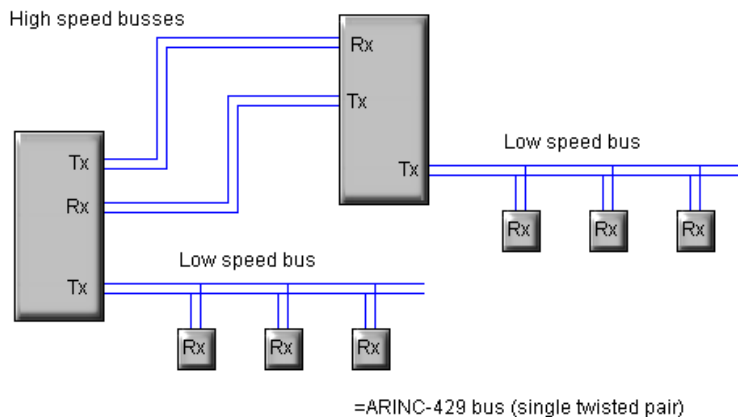 High speed busses
Rx
Tx
Tx
Low speed bus
Tx
Rx
Rx Rx Rx
Low speed bus
Tx
Rx Rx Rx
=ARINC-429 bus (single twisted pair)